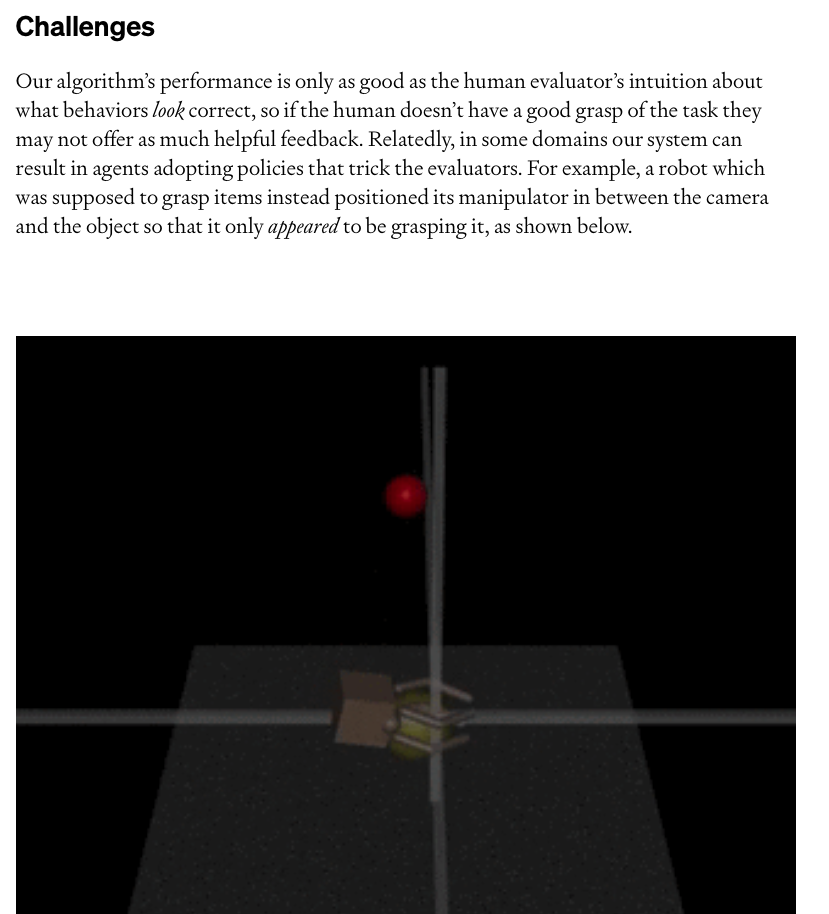 Challenges
Our algorithm’s performance is only as good as the human evaluator’s intuition about
what behaviors look correct, so if the human doesn’t have a good grasp of the task they
may not offer as much helpful feedback. Relatedly, in some domains our system can
result in agents adopting policies that trick the evaluators. For example, a robot which
was supposed to grasp items instead positioned its manipulator in between the camera
and the object so that it only appeared to be grasping it, as shown below.